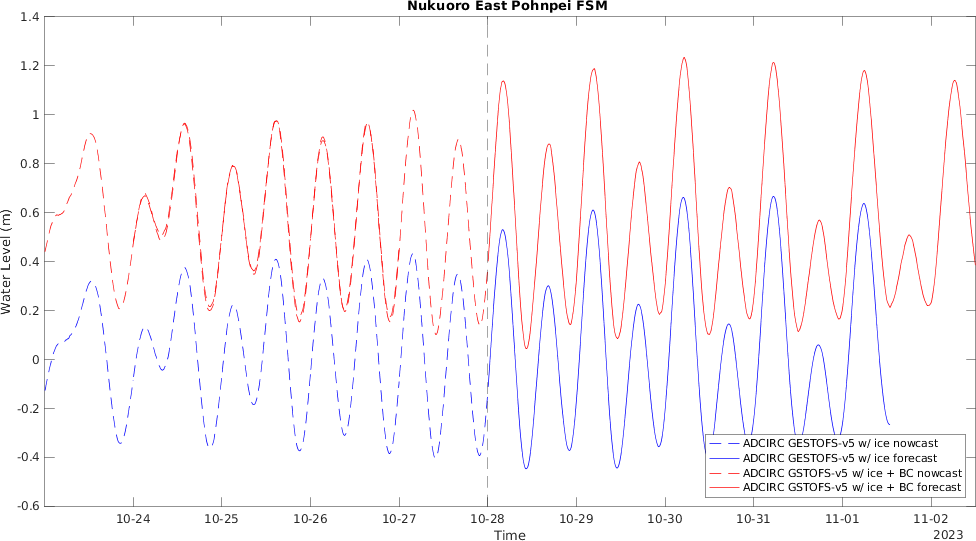 Nukuoro East Pohnpei FSM
Water Level (m)
1.4
1.2
1
0.8
0.6
0.4
0.2
0
-0.2
-0.4
-0.6
10-24 10-25 10-26 10-27 10-28 10-29 10-30 10-31 11-01 11-02
Time
2023
ADCIRC GESTOFS-v5 w/ ice nowcast
ADCIRC GESTOFS-v5 w/ ice forecast
ADCIRC GSTOFS-v5 w/ ice + BC nowcast
ADCIRC GSTOFS-v5 w/ ice + BC forecast